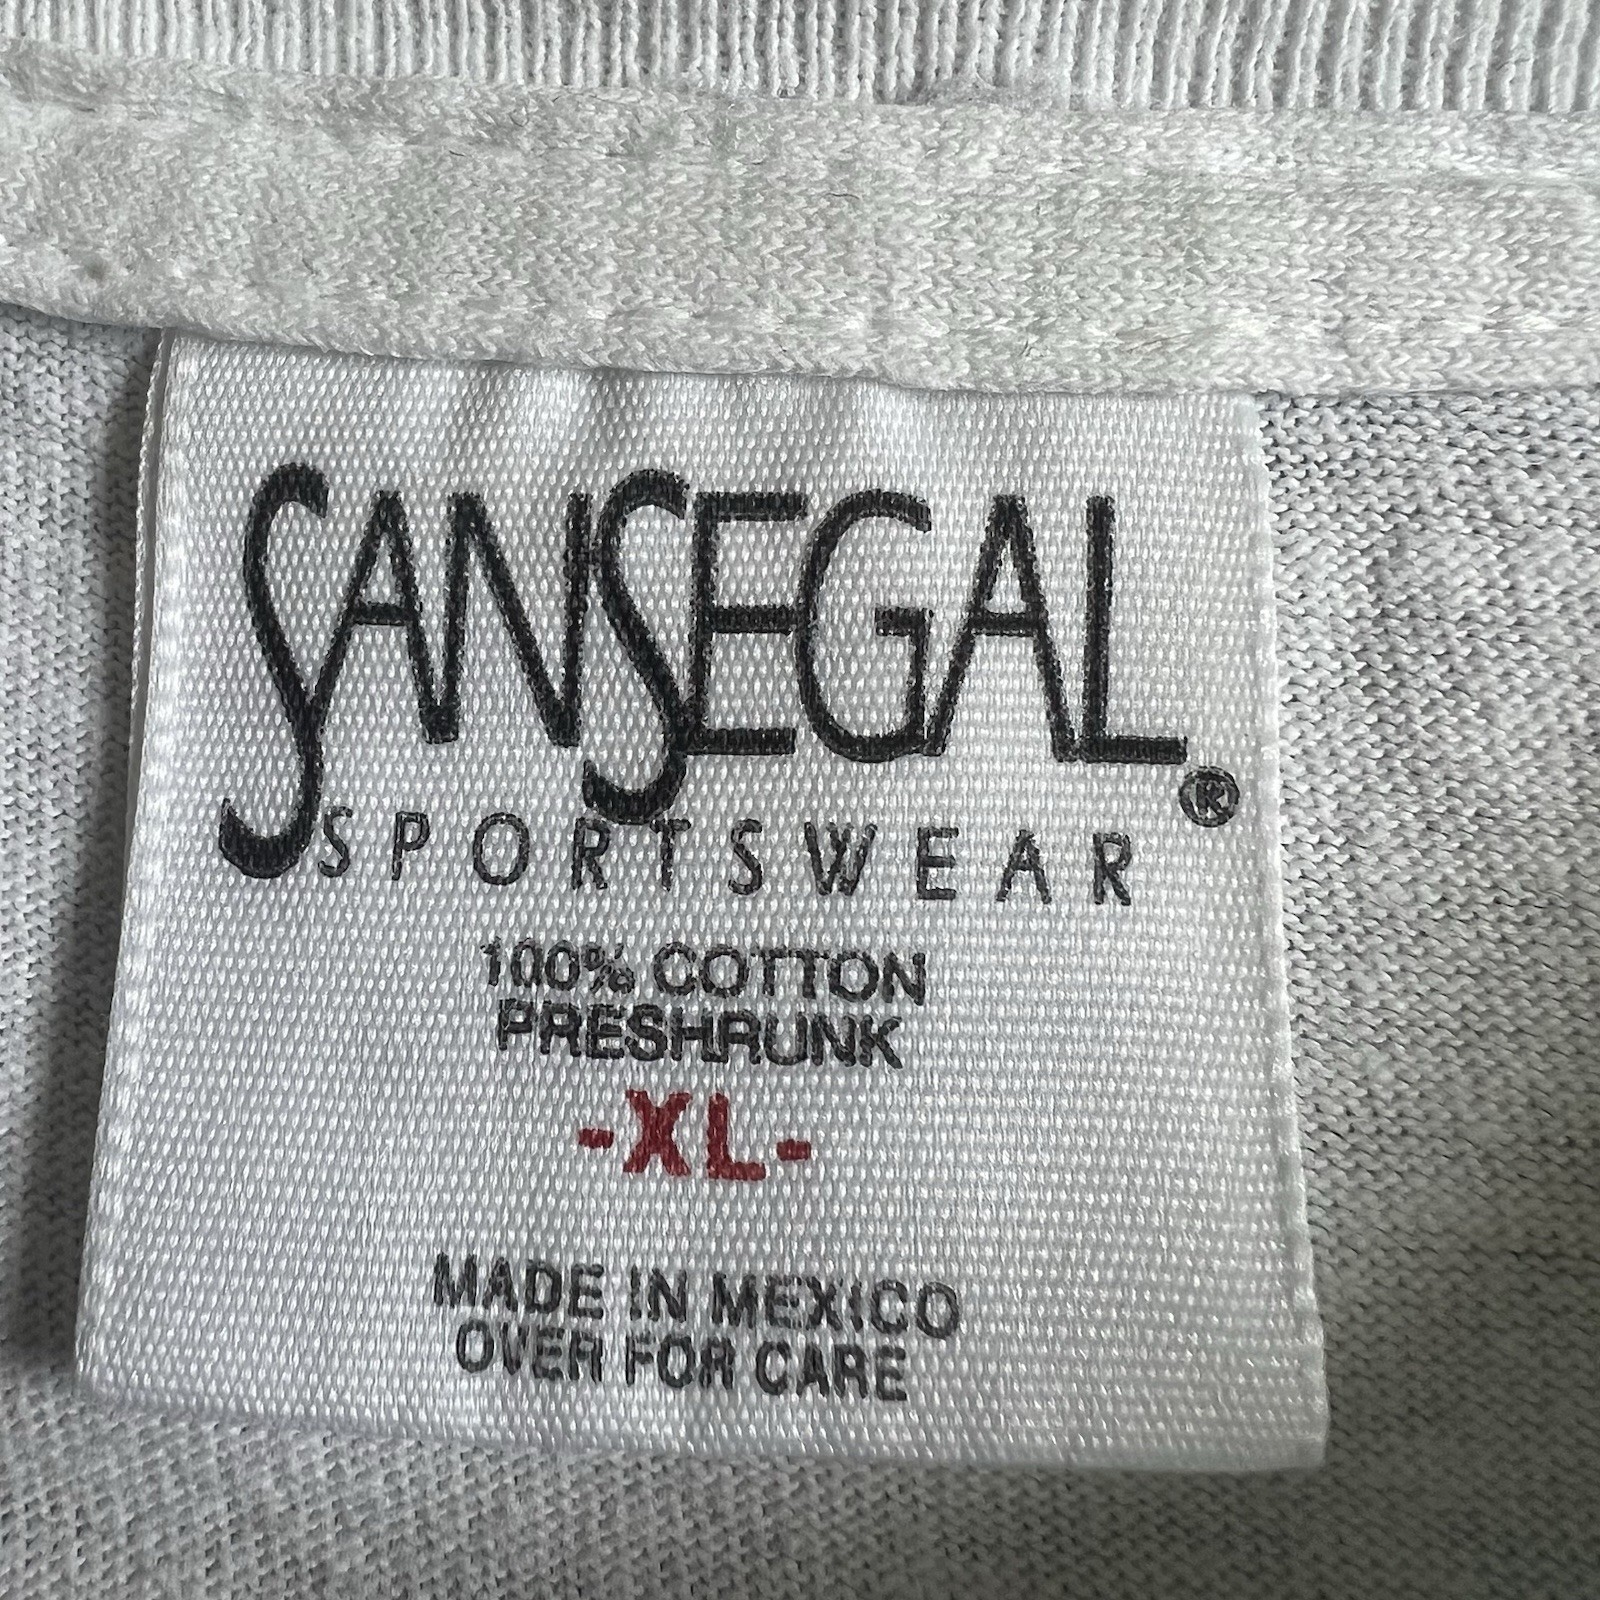 SANSEGAL®
SPORTSWEAR
100% COTTON
PRESHRUNK
-XL-
MADE IN MEXICO
OVER FOR CARE